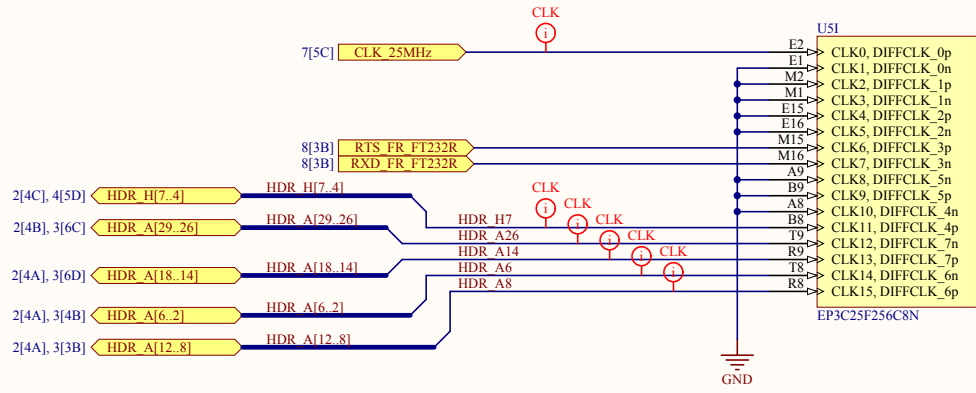 CLK
U5I
7[5C] CLK_25MHz E2 CLK0, DIFFCLK_0p
E1 CLK1, DIFFCLK_0n
M2 CLK2, DIFFCLK_1p
M1 CLK3, DIFFCLK_1n
E15 CLK4, DIFFCLK_2p
E16 CLK5, DIFFCLK_2n
8[3B] RTS_FR_FT232R M15 CLK6, DIFFCLK_3p
8[3B] RXD_FR_FT232R M16 CLK7, DIFFCLK_3n
A9 CLK8, DIFFCLK_5n
2[4C], 4[5D] HDR_H[7..4] HDR_H[7..4] CLK B9 CLK9, DIFFCLK_5p
A8 CLK10, DIFFCLK_4n
2[4B], 3[6C] HDR_A[29..26] HDR_A[29..26] HDR_H7 CLK B8 CLK11, DIFFCLK_4p
HDR_A26 CLK T9 CLK12, DIFFCLK_7n
HDR_A14 CLK R9 CLK13, DIFFCLK_7p
2[4A], 3[6D] HDR_A[18..14] HDR_A[18..14] HDR_A6 CLK T8 CLK14, DIFFCLK_6n
HDR_A8 R8 CLK15, DIFFCLK_6p
2[4A], 3[4B] HDR_A[6..2] HDR_A[6..2] EP3C25F256C8N
2[4A], 3[3B] HDR_A[12..8] HDR_A[12..8]
GND